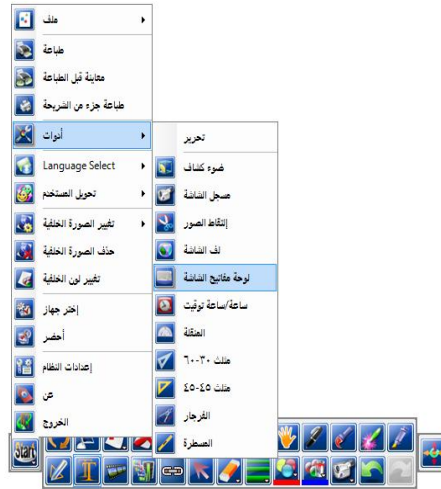 ملف
طباعة
معاينة قبل الطباعة
طباعة جزء من الشريحة
أدوات
Language Select
تحويل المستخدم
تغيير الصورة الخلفية
حذف الصورة الخلفية
تغيير لون الخلفية
إختر جهاز
أحضر
إعدادات النظام
عن
الخروج
تحرير
ضوء كشاف
مسجل الشاشة
إلتقاط الصور
لف الشاشة
لوحة مفاتيح الشاشة
ساعة/ساعة توقيت
المنقلة
مثلث ٣٠-٦٠
مثلث ٤٥-٤٥
الفرجار
المسطرة
Start